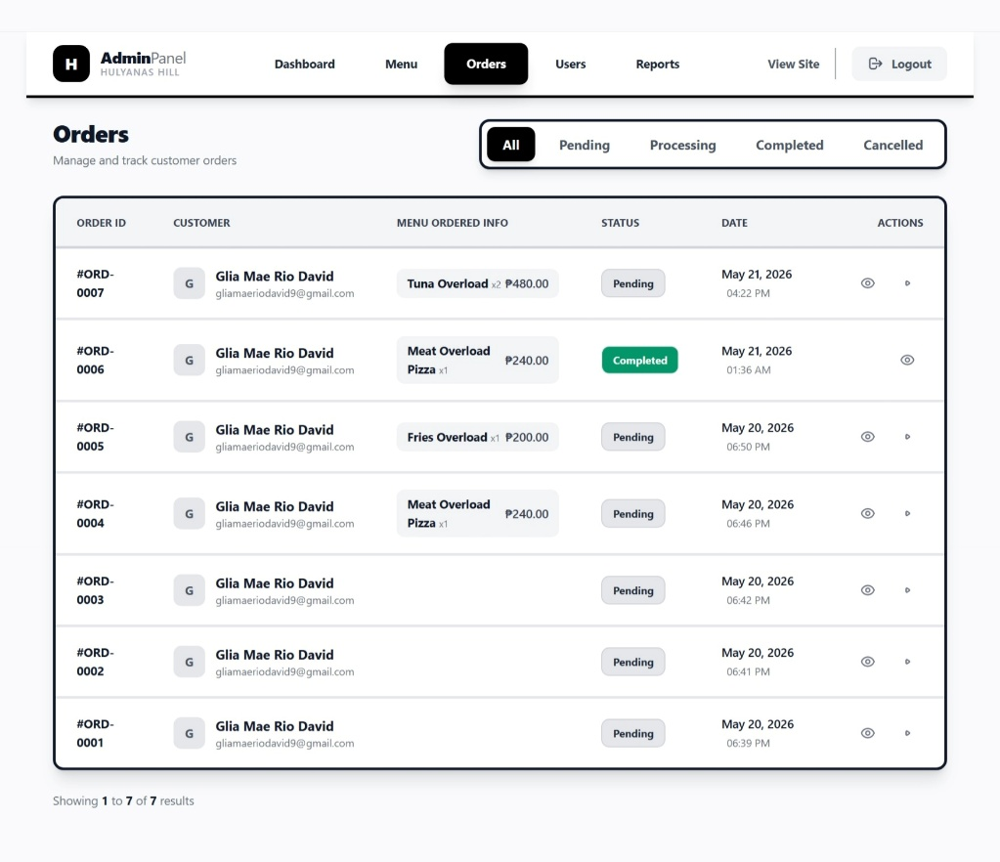 H AdminPanel HULYANAS HILL Dashboard Menu Orders Users Reports View Site Logout
Orders
Manage and track customer orders
All Pending Processing Completed Cancelled
ORDER ID CUSTOMER MENU ORDERED INFO STATUS DATE ACTIONS
#ORD-
0007
G
Glia Mae Rio David
gliamaeriodavid9@gmail.com
Tuna Overload x2 ₱480.00
Pending
May 21, 2026
04:22 PM
#ORD-
0006
G
Glia Mae Rio David
gliamaeriodavid9@gmail.com
Meat Overload
Pizza x1
₱240.00
Completed
May 21, 2026
01:36 AM
#ORD-
0005
G
Glia Mae Rio David
gliamaeriodavid9@gmail.com
Fries Overload x1 ₱200.00
Pending
May 20, 2026
06:50 PM
#ORD-
0004
G
Glia Mae Rio David
gliamaeriodavid9@gmail.com
Meat Overload
Pizza x1
₱240.00
Pending
May 20, 2026
06:46 PM
#ORD-
0003
G
Glia Mae Rio David
gliamaeriodavid9@gmail.com
Pending
May 20, 2026
06:42 PM
#ORD-
0002
G
Glia Mae Rio David
gliamaeriodavid9@gmail.com
Pending
May 20, 2026
06:41 PM
#ORD-
0001
G
Glia Mae Rio David
gliamaeriodavid9@gmail.com
Pending
May 20, 2026
06:39 PM
Showing 1 to 7 of 7 results